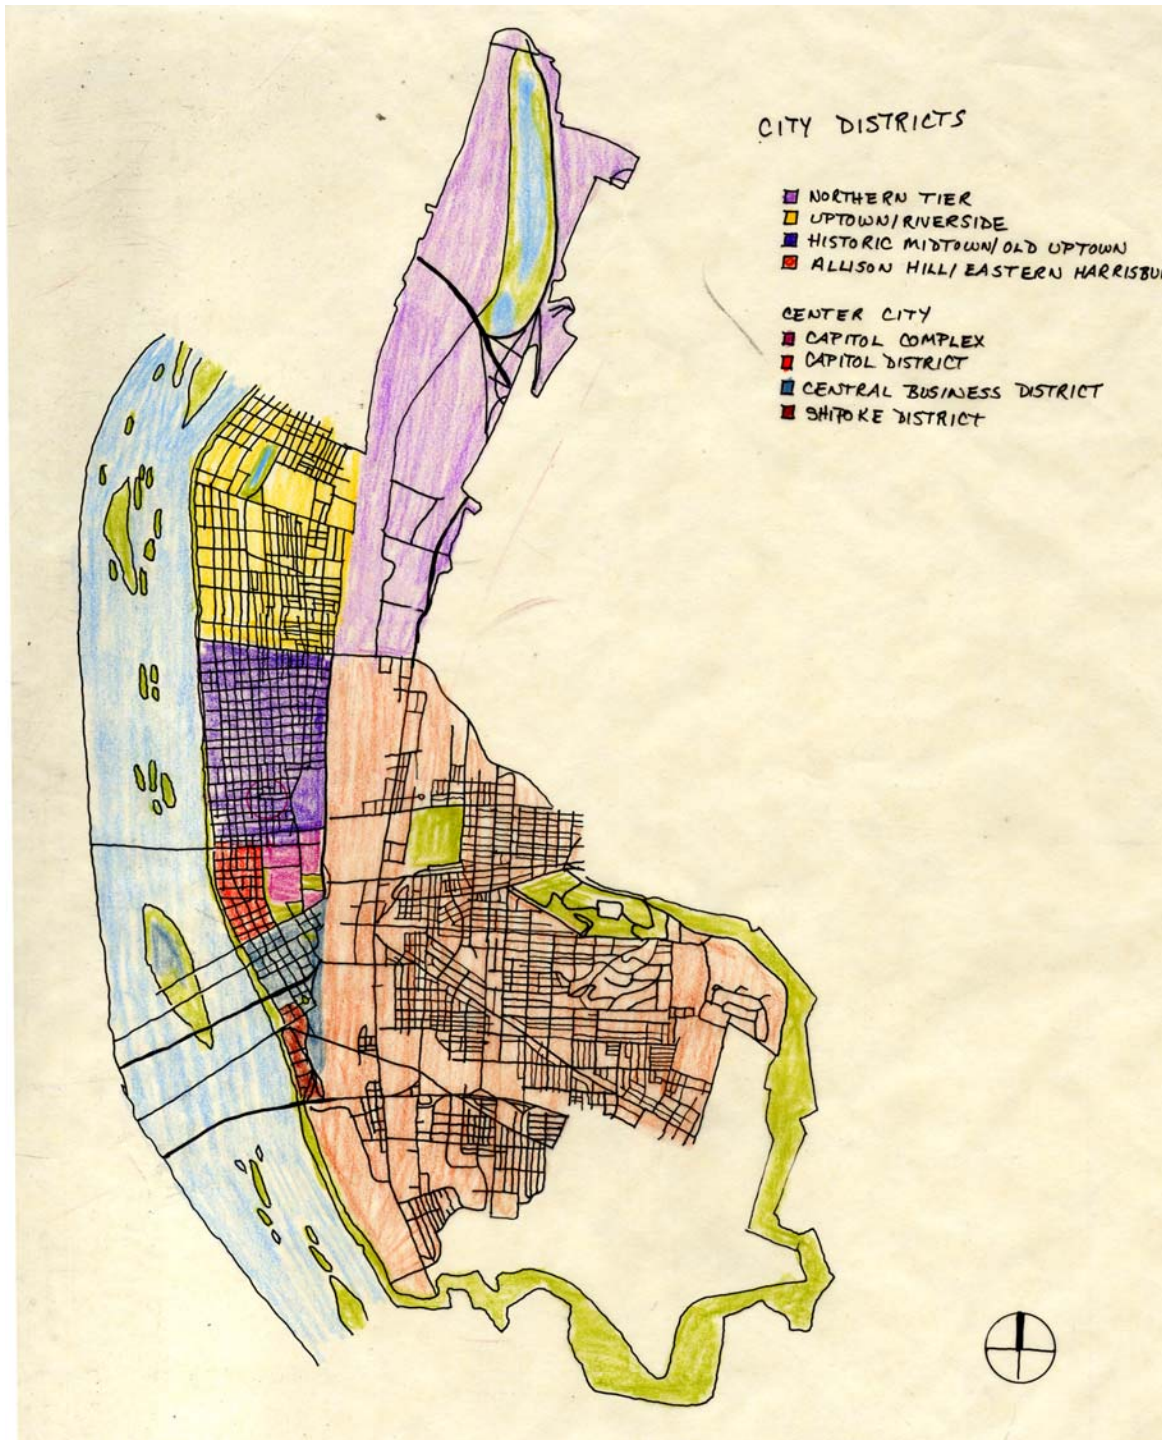 CITY DISTRICTS
NORTHERN TIER
UPTOWN/RIVERSIDE
HISTORIC MIDTOWN/OLD UPTOWN
ALLISON HILL/EASTERN HARRISBU
CENTER CITY
CAPITOL COMPLEX
CAPITOL DISTRICT
CENTRAL BUSINESS DISTRICT
SHIPOKE DISTRICT